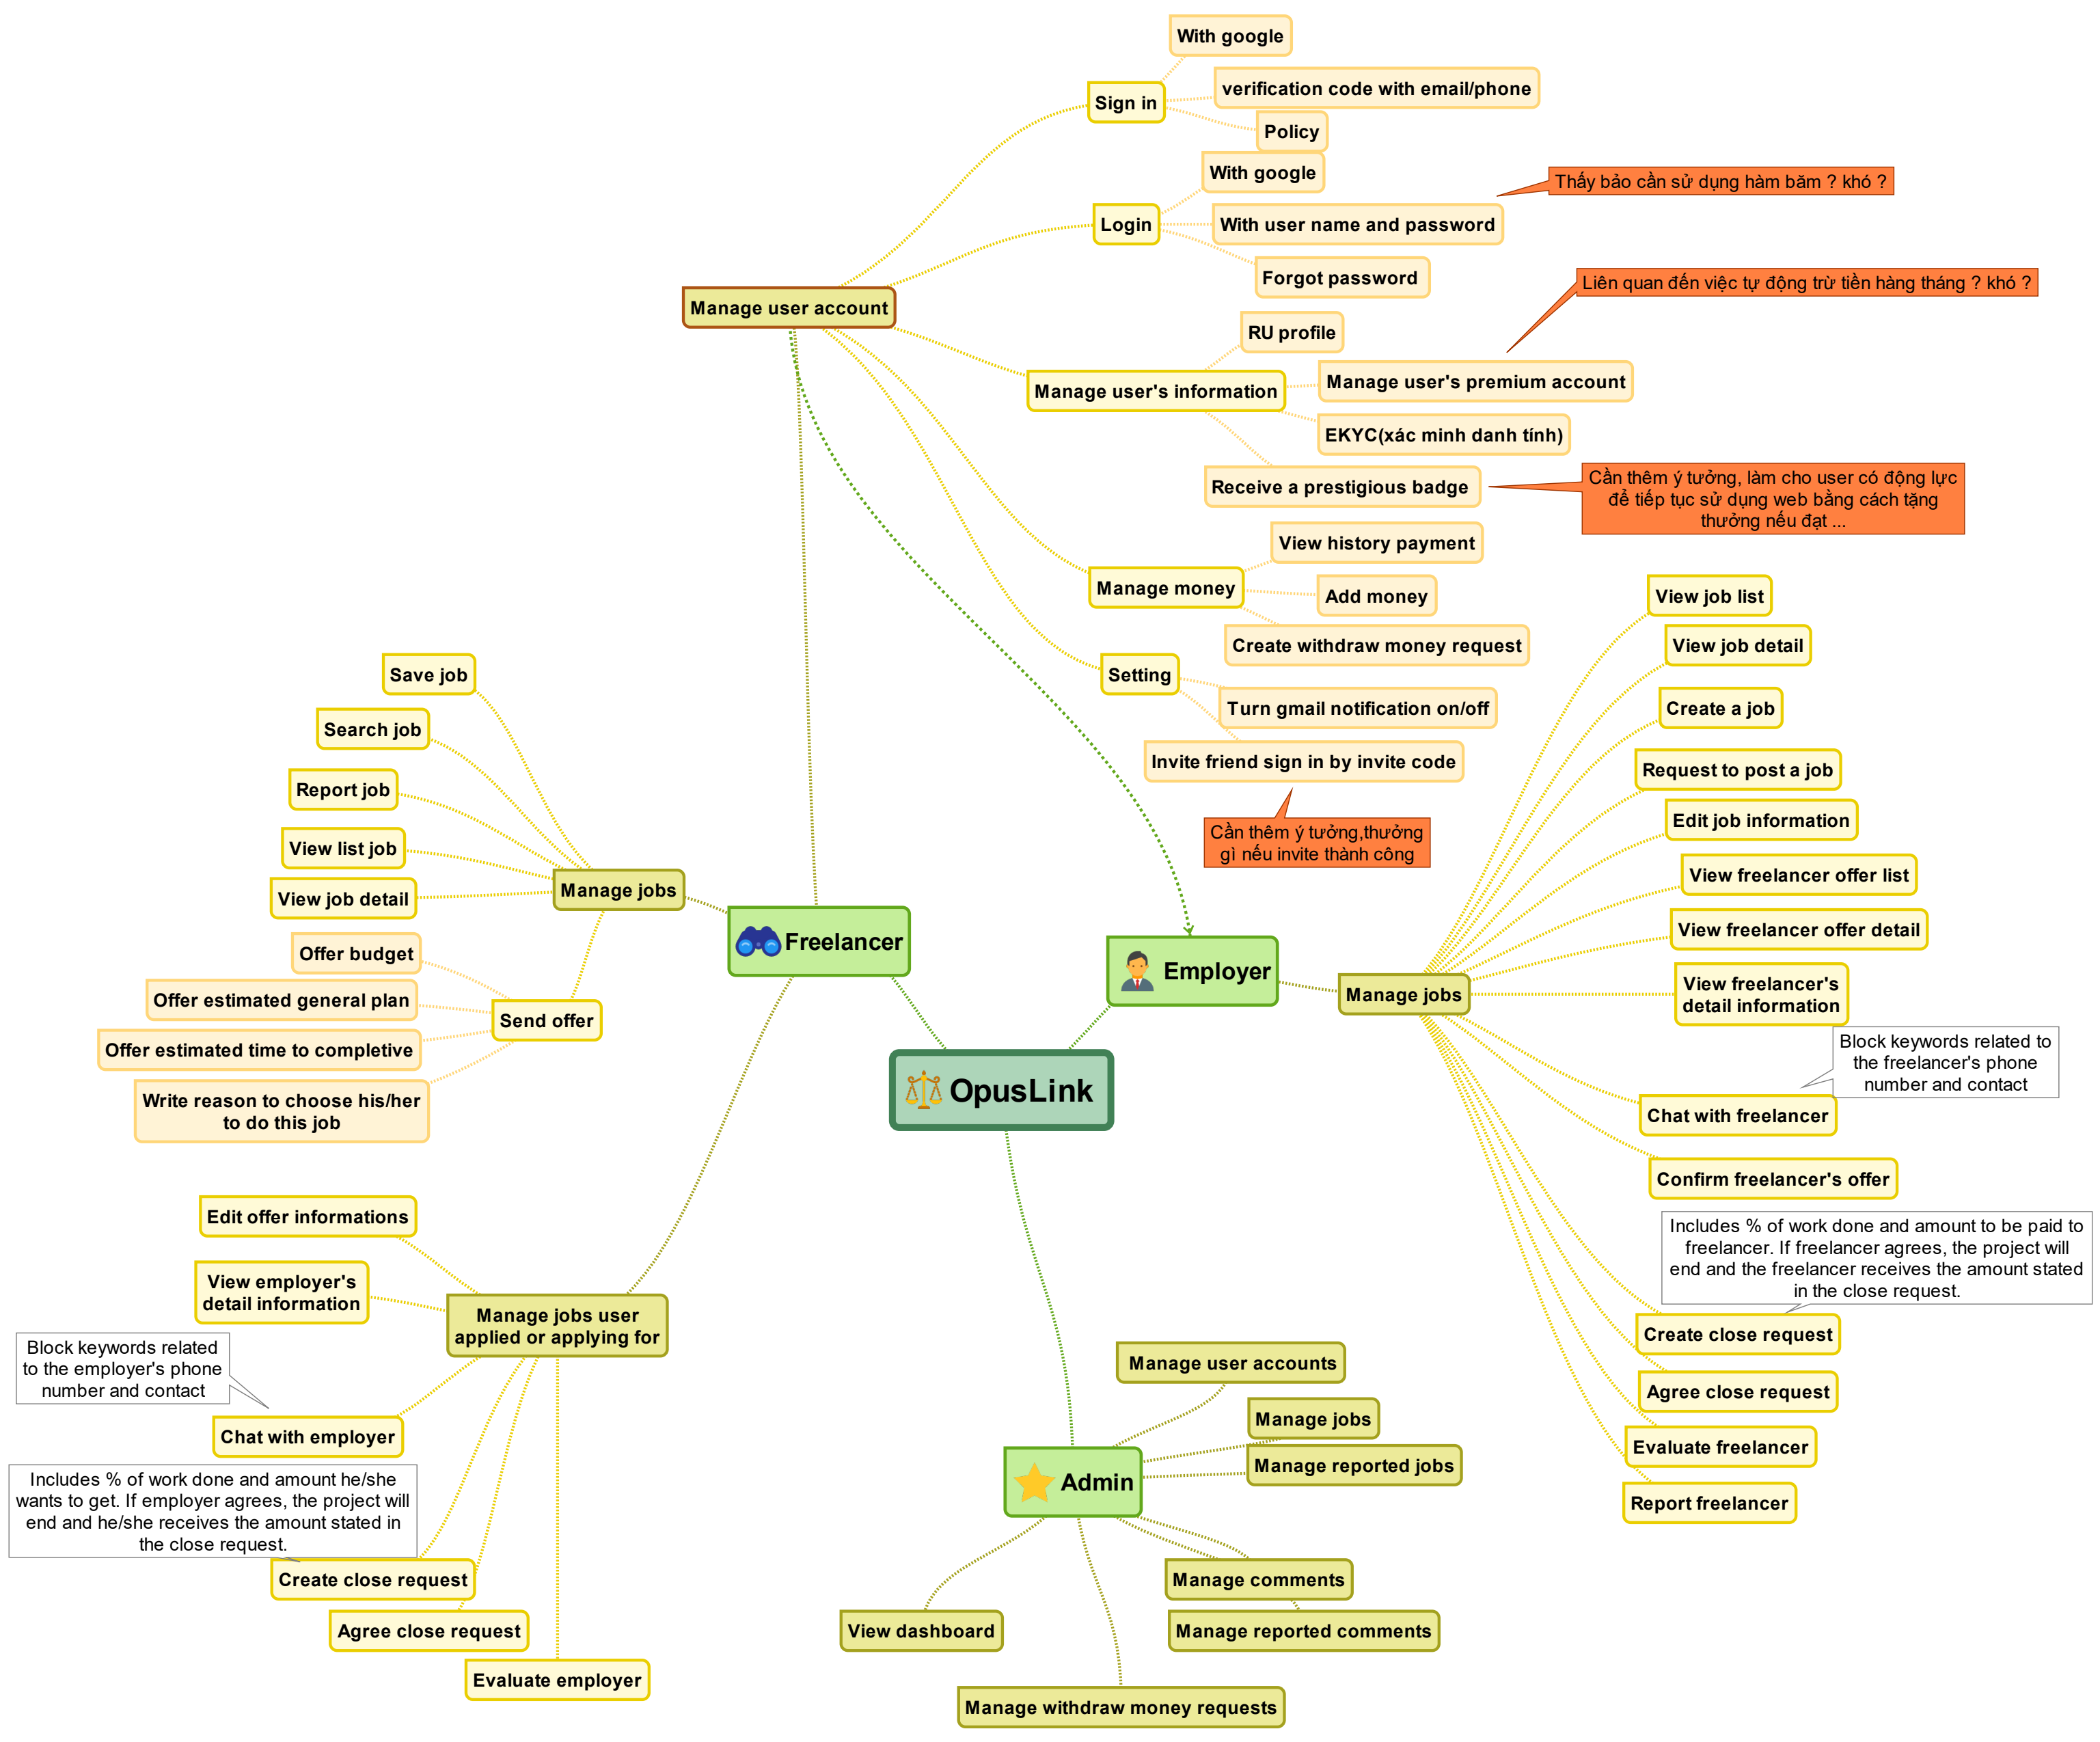 With google
Sign in
verification code with email/phone
Policy
With google
Thấy bảo cần sử dụng hàm băm ? khó ?
Login
With user name and password
Forgot password
Liên quan đến việc tự động trừ tiền hàng tháng ? khó ?
Manage user account
RU profile
Manage user's information
Manage user's premium account
EKYC(xác minh danh tính)
Receive a prestigious badge
Cần thêm ý tưởng, làm cho user có động lực
để tiếp tục sử dụng web bằng cách tặng
thưởng nếu đạt ...
View history payment
Manage money
Add money
Create withdraw money request
Setting
Turn gmail notification on/off
Invite friend sign in by invite code
Cần thêm ý tưởng,thưởng
gì nếu invite thành công
Save job
Search job
Report job
View list job
View job detail
Manage jobs
Freelancer
Offer budget
Offer estimated general plan
Send offer
Offer estimated time to completive
Write reason to choose his/her
to do this job
Employer
Manage jobs
View job list
View job detail
Create a job
Request to post a job
Edit job information
View freelancer offer list
View freelancer offer detail
View freelancer's
detail information
Block keywords related to
the freelancer's phone
number and contact
Chat with freelancer
Confirm freelancer's offer
Includes % of work done and amount to be paid to
freelancer. If freelancer agrees, the project will
end and the freelancer receives the amount stated
in the close request.
Create close request
Agree close request
Evaluate freelancer
Report freelancer
OpusLink
Edit offer informations
View employer's
detail information
Manage jobs user
applied or applying for
Block keywords related
to the employer's phone
number and contact
Chat with employer
Includes % of work done and amount he/she
wants to get. If employer agrees, the project will
end and he/she receives the amount stated in
the close request.
Create close request
Agree close request
Evaluate employer
Manage user accounts
Manage jobs
Manage reported jobs
Admin
Manage comments
View dashboard
Manage reported comments
Manage withdraw money requests